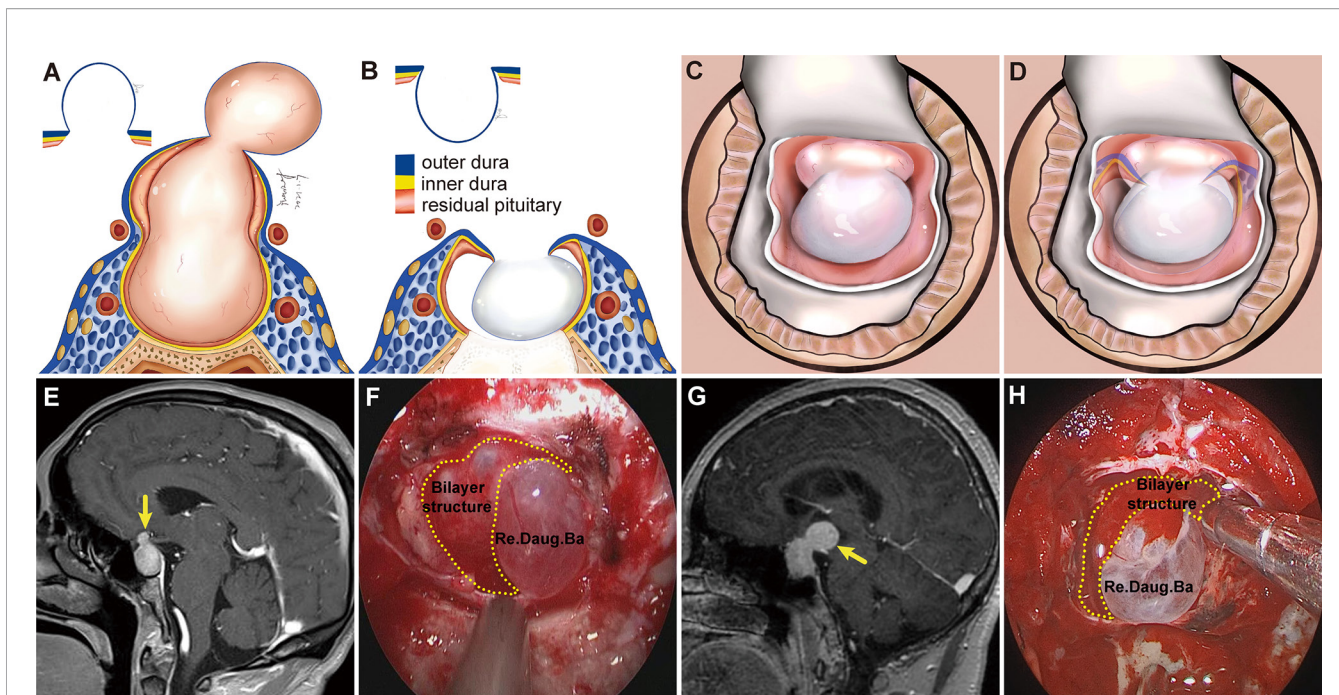 A
B
outer dura
inner dura
residual pituitary
C
D
E
F
Bilayer
structure
Re.Daug.Ba
G
H
Bilayer
structure
Re.Daug.Ba